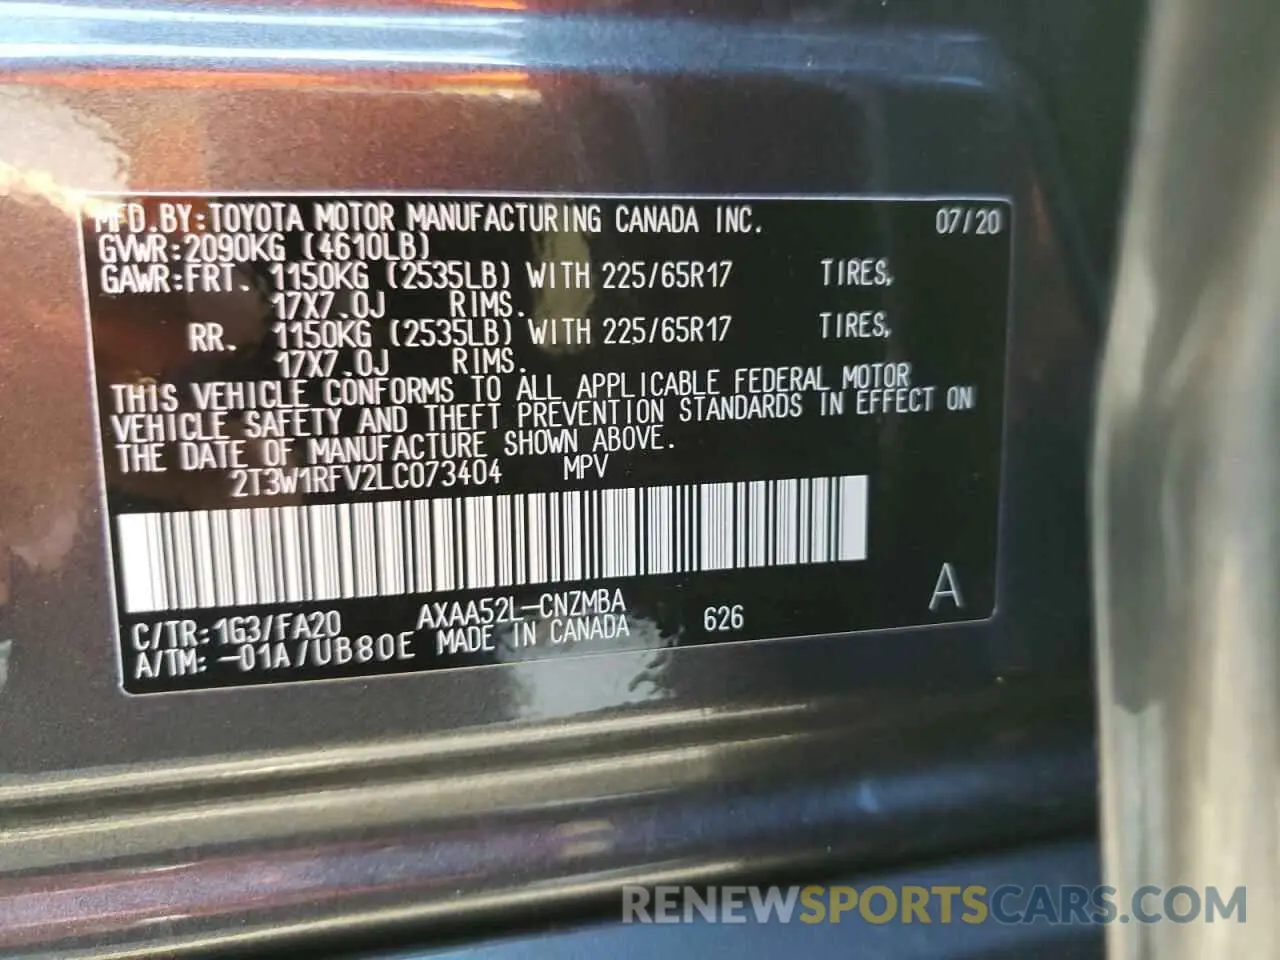 MFD.BY:TOYOTA MOTOR MANUFACTURING CANADA INC. 07/20
GVWR:2090KG (4610LB)
GAWR:FRT. 1150KG (2535LB) WITH 225/65R17 TIRES,
17X7.0J RIMS.
RR. 1150KG (2535LB) WITH 225/65R17 TIRES,
17X7.0J RIMS.
THIS VEHICLE CONFORMS TO ALL APPLICABLE FEDERAL MOTOR
VEHICLE SAFETY AND THEFT PREVENTION STANDARDS IN EFFECT ON
THE DATE OF MANUFACTURE SHOWN ABOVE.
2T3W1RFV2LC073404 MPV
C/TR:1G3/FA20 AXAA52L-CNZMBA 626 A
A/TM:-01A/UB80E MADE IN CANADA
RENEWSPORTSCARS.COM